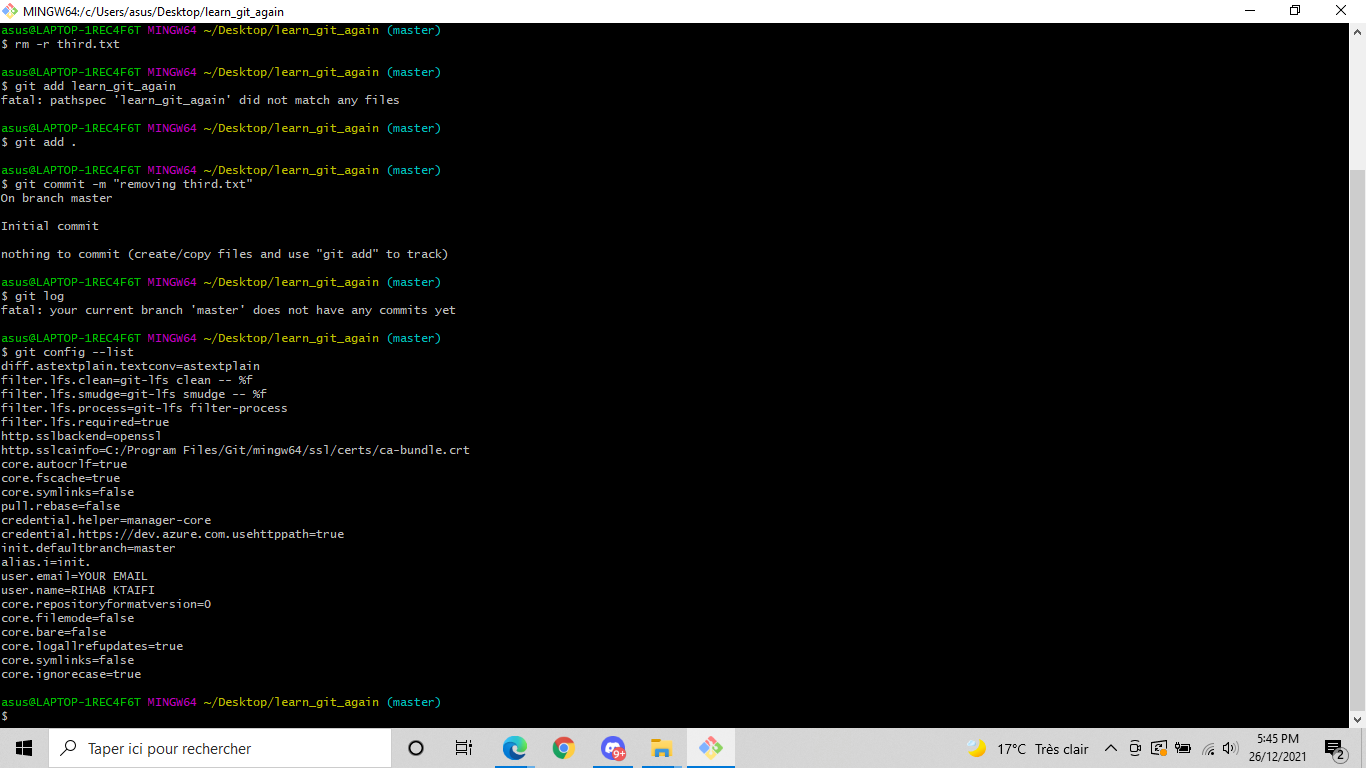 MINGW64:/c/Users/asus/Desktop/learn_git_again
asus@LAPTOP-1REC4F6T MINGW64 ~/Desktop/learn_git_again (master)
$ rm -r third.txt
asus@LAPTOP-1REC4F6T MINGW64 ~/Desktop/learn_git_again (master)
$ git add learn_git_again
fatal: pathspec 'learn_git_again' did not match any files
asus@LAPTOP-1REC4F6T MINGW64 ~/Desktop/learn_git_again (master)
$ git add .
asus@LAPTOP-1REC4F6T MINGW64 ~/Desktop/learn_git_again (master)
$ git commit -m "removing third.txt"
On branch master
Initial commit
nothing to commit (create/copy files and use "git add" to track)
asus@LAPTOP-1REC4F6T MINGW64 ~/Desktop/learn_git_again (master)
$ git log
fatal: your current branch 'master' does not have any commits yet
asus@LAPTOP-1REC4F6T MINGW64 ~/Desktop/learn_git_again (master)
$ git config --list
diff.astextplain.textconv=astextplain
filter.lfs.clean=git-lfs clean -- %f
filter.lfs.smudge=git-lfs smudge -- %f
filter.lfs.process=git-lfs filter-process
filter.lfs.required=true
http.sslbackend=openssl
http.sslcainfo=C:/Program Files/Git/mingw64/ssl/certs/ca-bundle.crt
core.autocrlf=true
core.fscache=true
core.symlinks=false
pull.rebase=false
credential.helper=manager-core
credential.https://dev.azure.com.usehttppath=true
init.defaultbranch=master
alias.i=init.
user.email=YOUR EMAIL
user.name=RIHAB KTAIFI
core.repositoryformatversion=0
core.filemode=false
core.bare=false
core.logallrefupdates=true
core.symlinks=false
core.ignorecase=true
asus@LAPTOP-1REC4F6T MINGW64 ~/Desktop/learn_git_again (master)
$
Taper ici pour rechercher
9+
17°C Très clair
5:45 PM
26/12/2021
2